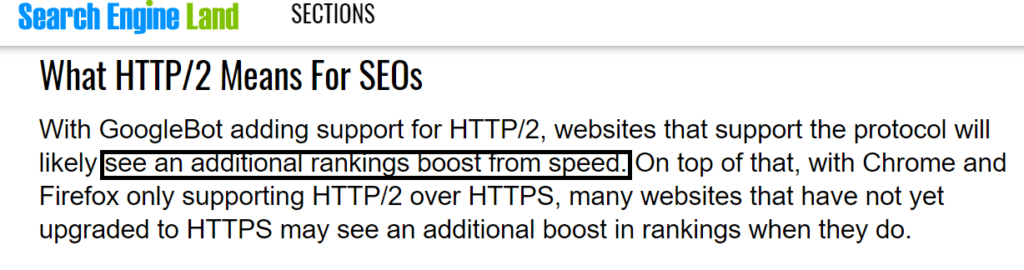 Search Engine Land SECTIONS
What HTTP/2 Means For SEOs
With GoogleBot adding support for HTTP/2, websites that support the protocol will
likely see an additional rankings boost from speed. On top of that, with Chrome and
Firefox only supporting HTTP/2 over HTTPS, many websites that have not yet
upgraded to HTTPS may see an additional boost in rankings when they do.